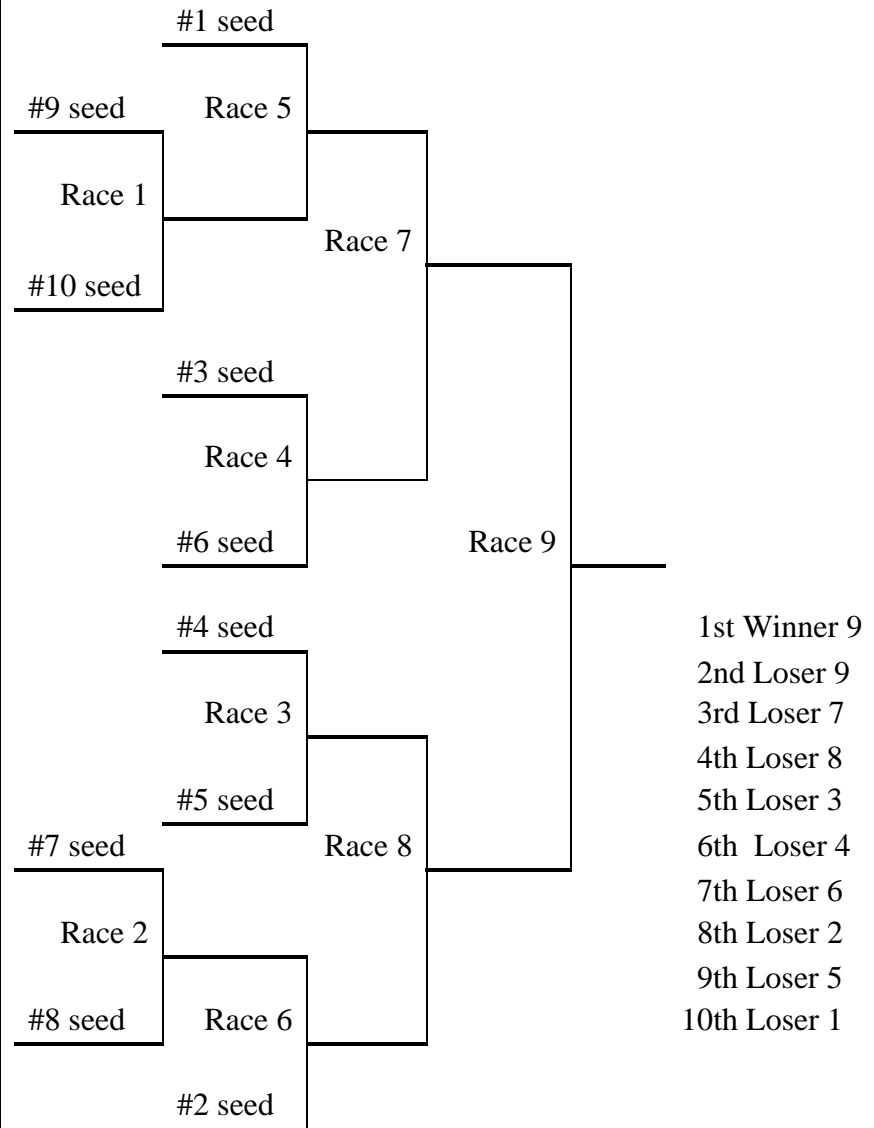 #1 seed
#9 seed
Race 5
Race 1
Race 7
#10 seed
#3 seed
Race 4
#6 seed
Race 9
#4 seed
1st Winner 9
2nd Loser 9
Race 3
3rd Loser 7
4th Loser 8
#5 seed
5th Loser 3
#7 seed
Race 8
6th  Loser 4
7th Loser 6
Race 2
8th Loser 2
9th Loser 5
#8 seed
Race 6
10th Loser 1
#2 seed